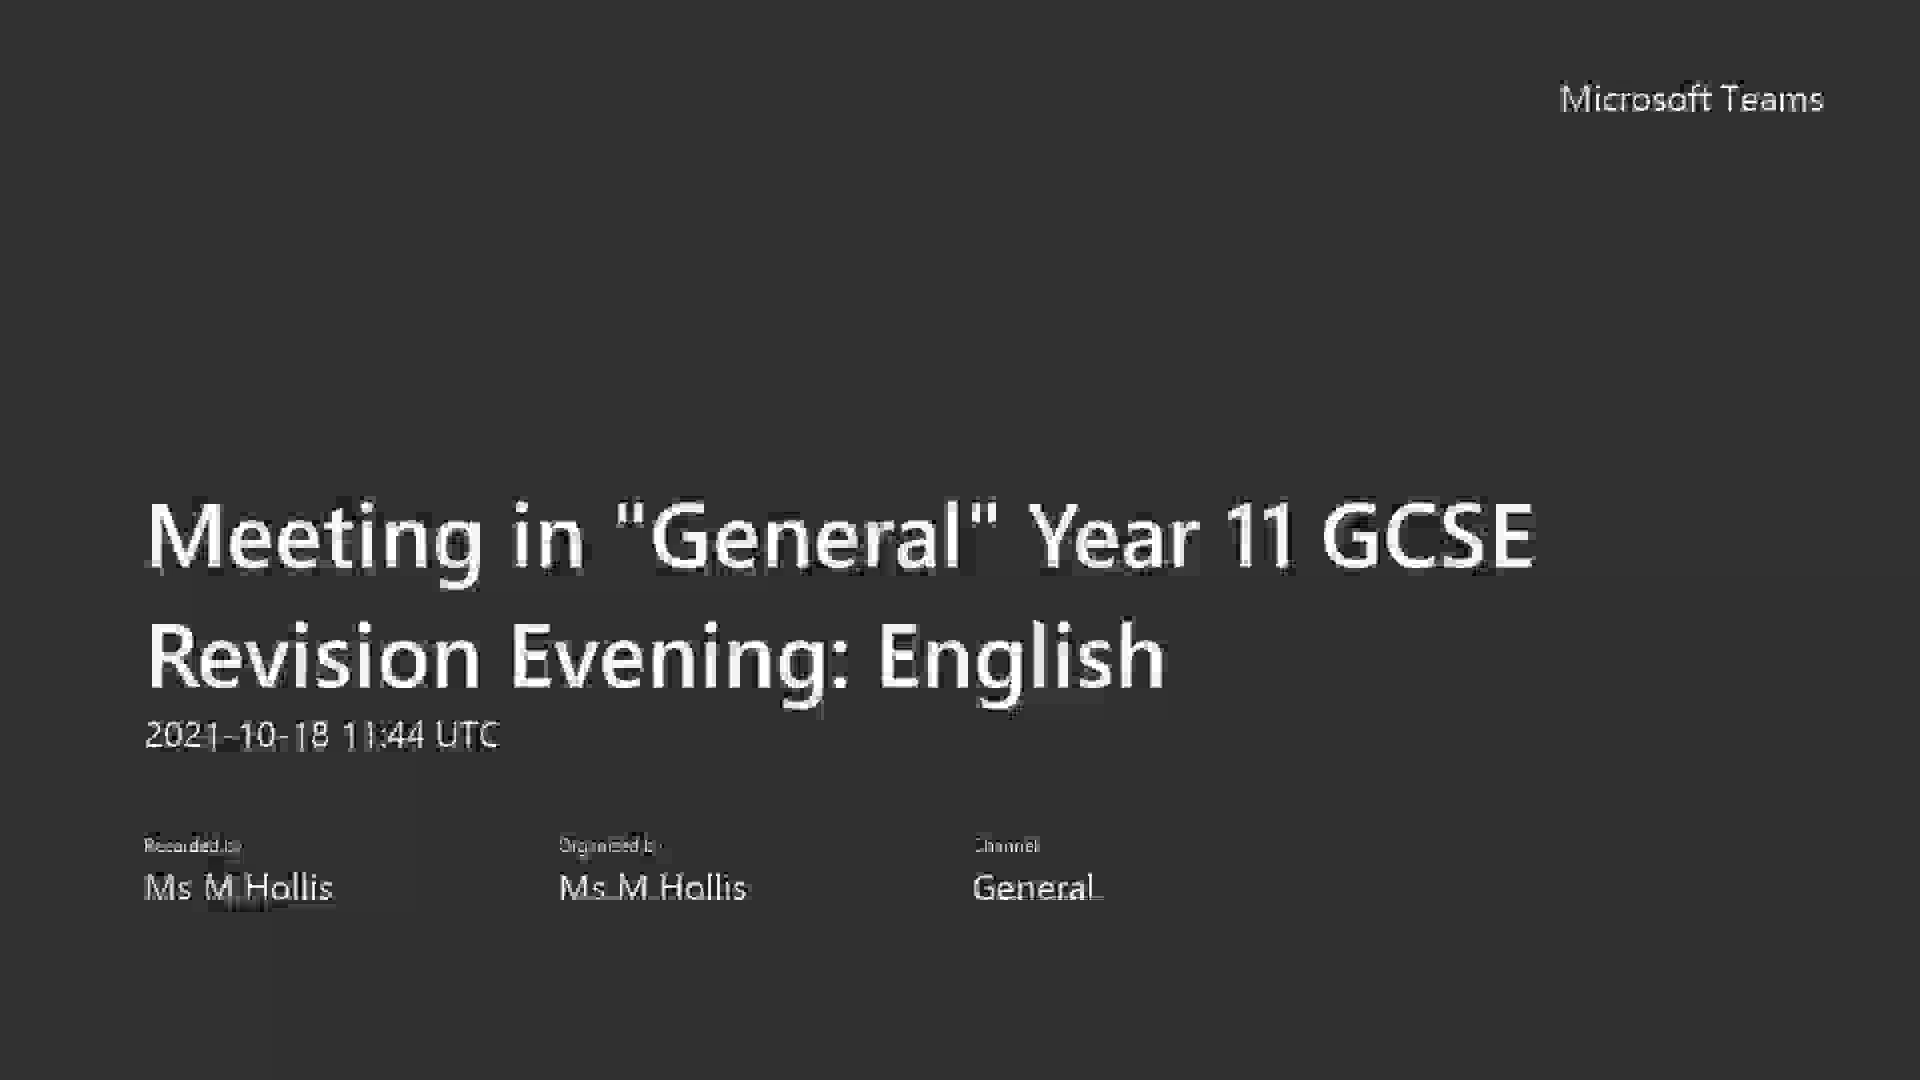 Microsoft Teams
Meeting in "General" Year 11 GCSE
Revision Evening: English
2021-10-18 11:44 UTC
Recorded by Organized by Channel
Ms M Hollis Ms M Hollis General